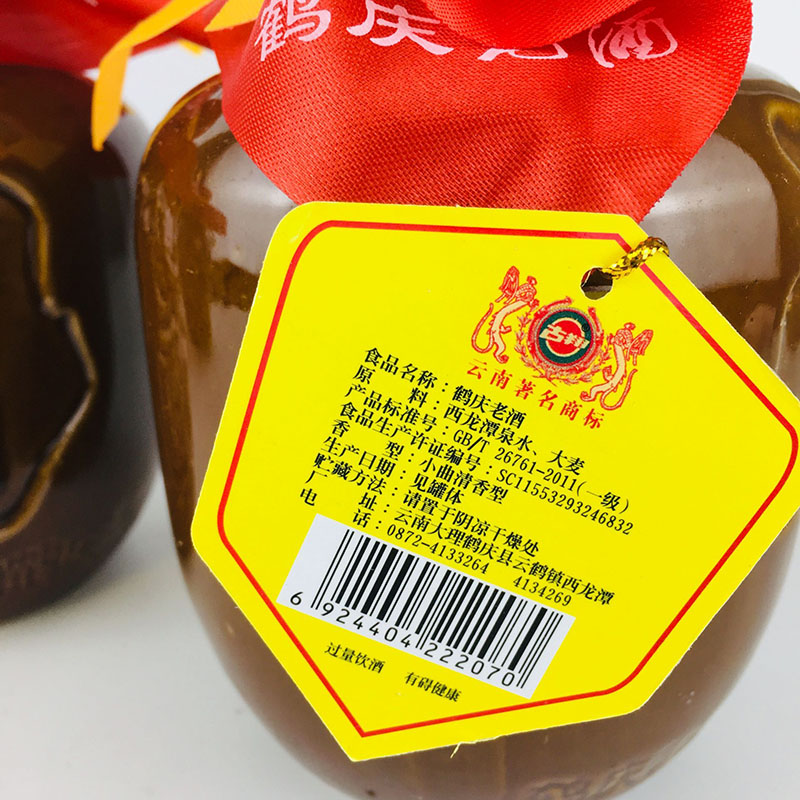 鹤庆老酒
云南著名商标
食品名称：鹤庆老酒
原　　料：西龙潭泉水、大麦
产品标准号：GB/T 26761-2011(一级)
食品生产许证编号：SC11553293246832
香　　型：小曲清香型
生产日期：见罐体
贮藏方法：请置于阴凉干燥处
厂　　址：云南大理鹤庆县云鹤镇西龙潭
电　　话：0872-4133264　4134269
6 924404 222070
过量饮酒　有碍健康